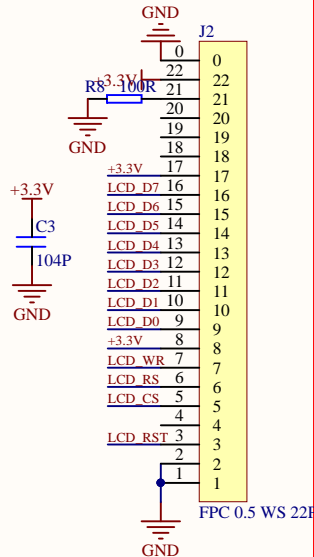 GND
J2
0 0
+3.3V 22 22
R8 100R 21 21
20 20
GND
19 19
18 18
+3.3V 17 17
LCD_D7 16 16
LCD_D6 15 15
LCD_D5 14 14
LCD_D4 13 13
LCD_D3 12 12
LCD_D2 11 11
LCD_D1 10 10
LCD_D0 9 9
+3.3V 8 8
LCD_WR 7 7
LCD_RS 6 6
LCD_CS 5 5
4 4
LCD_RST 3 3
2 2
1 1
FPC 0.5 WS 22P
GND
+3.3V
C3
104P
GND